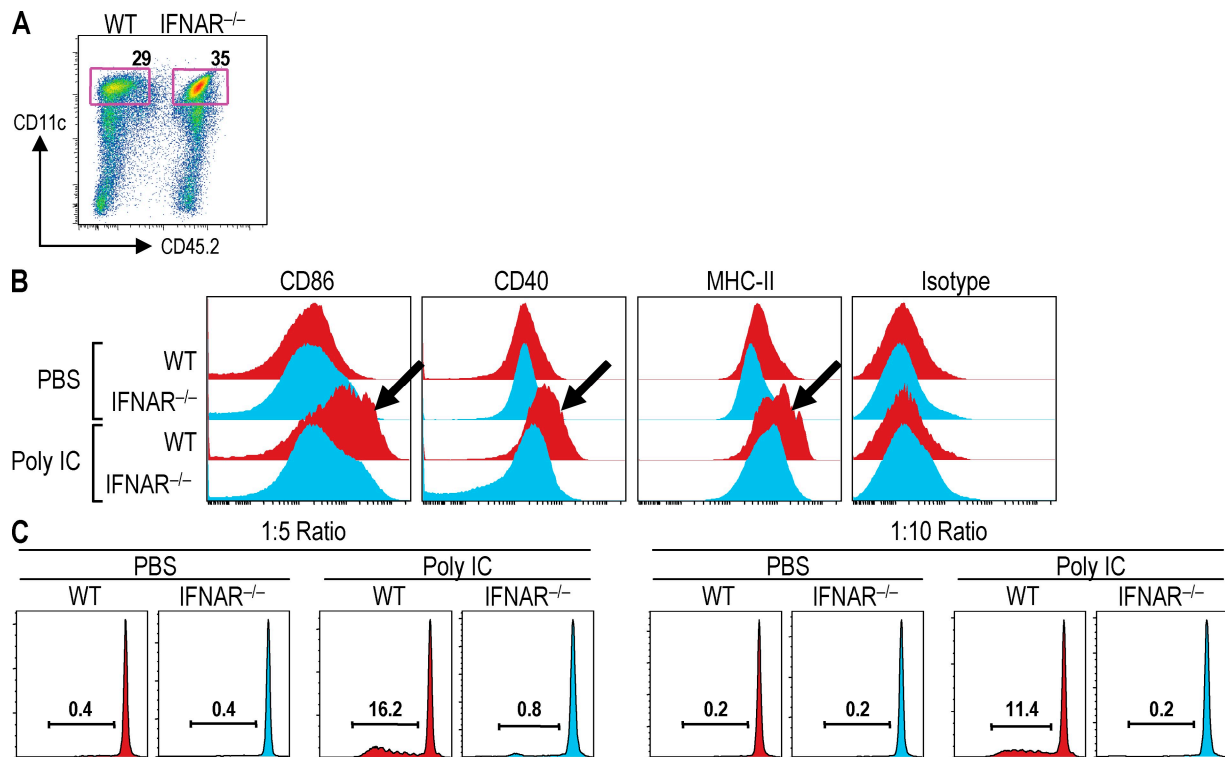 A
WT IFNAR–/–
29 35
CD11c
CD45.2
B
CD86 CD40 MHC-II Isotype
PBS
WT
IFNAR–/–
Poly IC
WT
IFNAR–/–
C
1:5 Ratio 1:10 Ratio
PBS Poly IC PBS Poly IC
WT IFNAR–/– WT IFNAR–/– WT IFNAR–/– WT IFNAR–/–
0.4 0.4 16.2 0.8 0.2 0.2 11.4 0.2